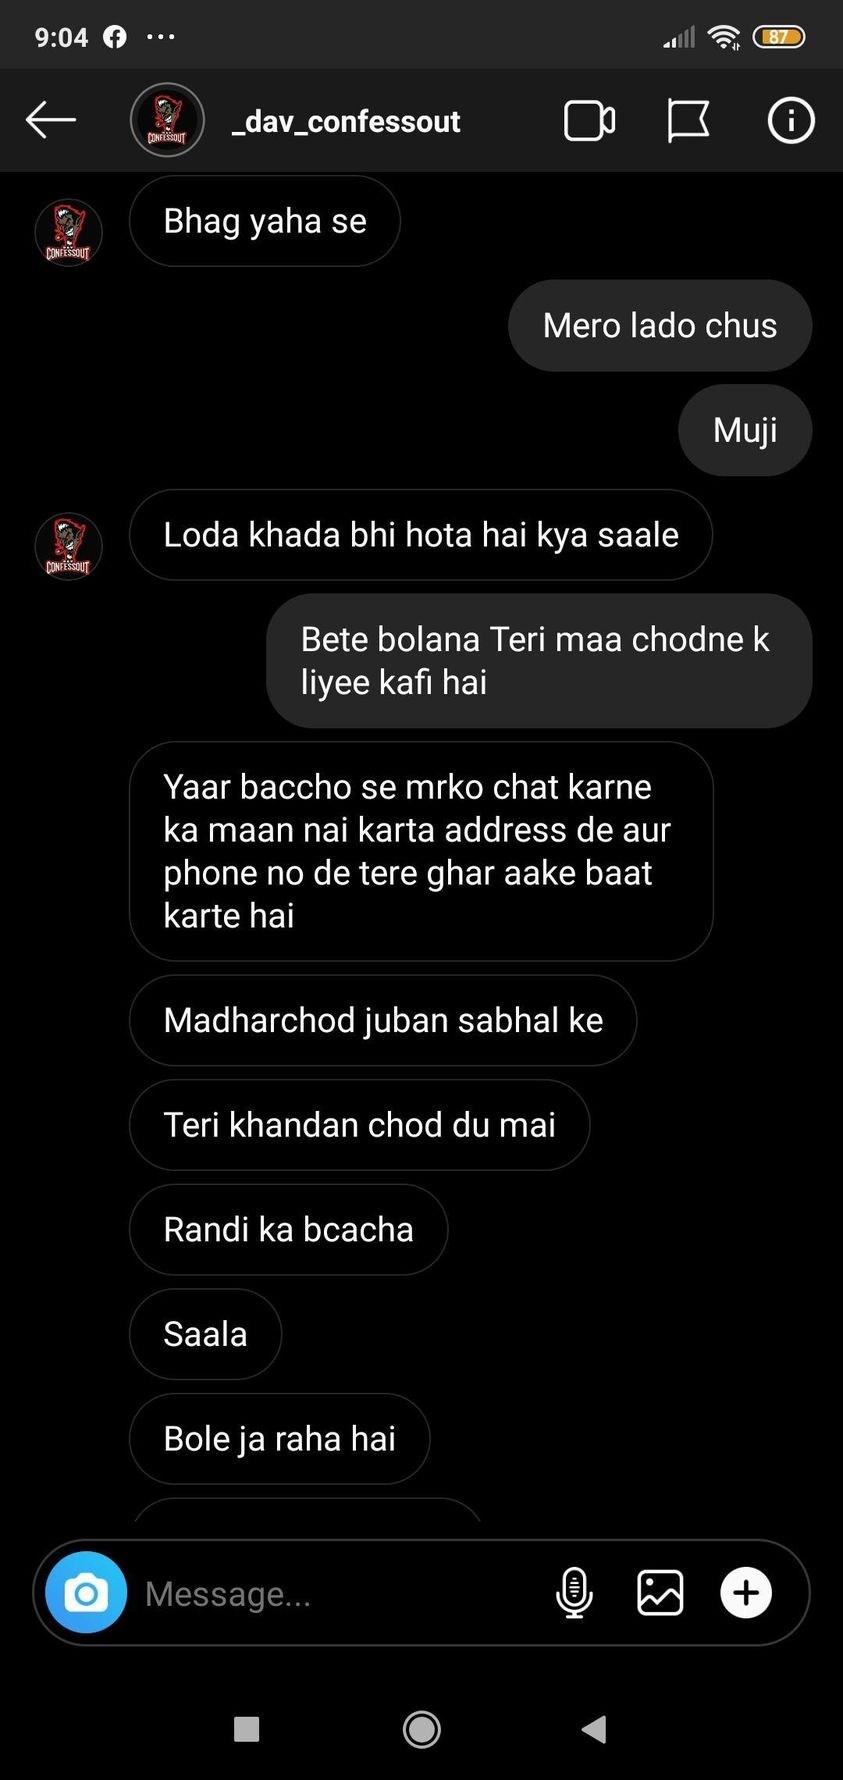 9:04
87
CONFESSOUT
_dav_confessout
Bhag yaha se
CONFESSOUT
Mero lado chus
Muji
Loda khada bhi hota hai kya saale
CONFESSOUT
Bete bolana Teri maa chodne k
liyee kafi hai
Yaar baccho se mrko chat karne
ka maan nai karta address de aur
phone no de tere ghar aake baat
karte hai
Madharchod juban sabhal ke
Teri khandan chod du mai
Randi ka bcacha
Saala
Bole ja raha hai
Message...